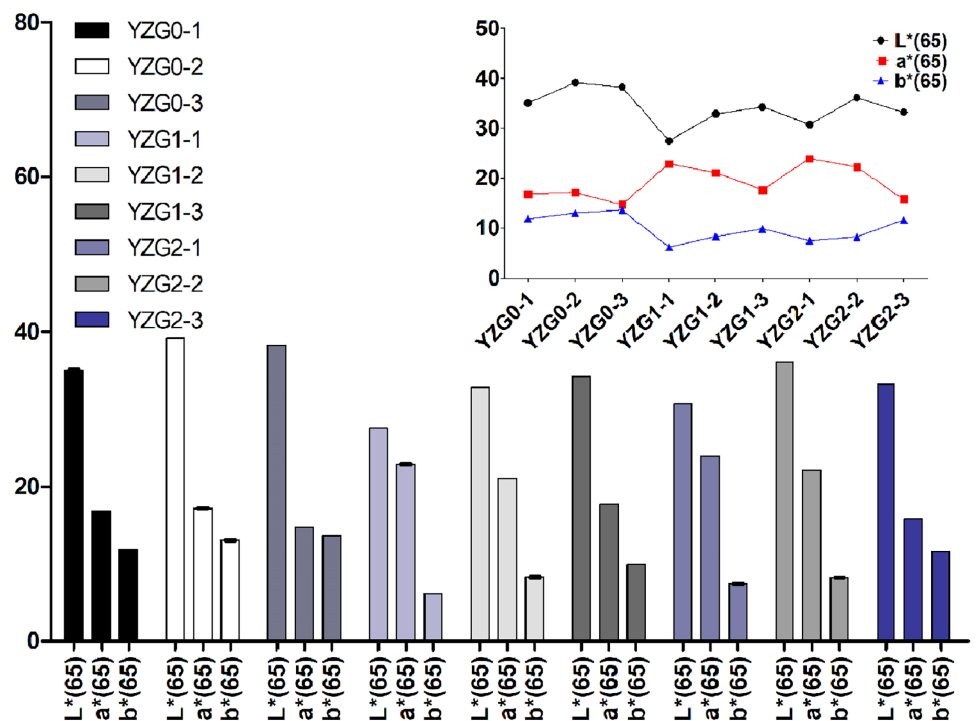 80
60
40
20
0
YZG0-1
YZG0-2
YZG0-3
YZG1-1
YZG1-2
YZG1-3
YZG2-1
YZG2-2
YZG2-3
50
40
30
20
10
0
L*(65)
a*(65)
b*(65)
YZG0-1
YZG0-2
YZG0-3
YZG1-1
YZG1-2
YZG1-3
YZG2-1
YZG2-2
YZG2-3
L*(65)
a*(65)
b*(65)
L*(65)
a*(65)
b*(65)
L*(65)
a*(65)
b*(65)
L*(65)
a*(65)
b*(65)
L*(65)
a*(65)
b*(65)
L*(65)
a*(65)
b*(65)
L*(65)
a*(65)
b*(65)
L*(65)
a*(65)
b*(65)
L*(65)
a*(65)
b*(65)